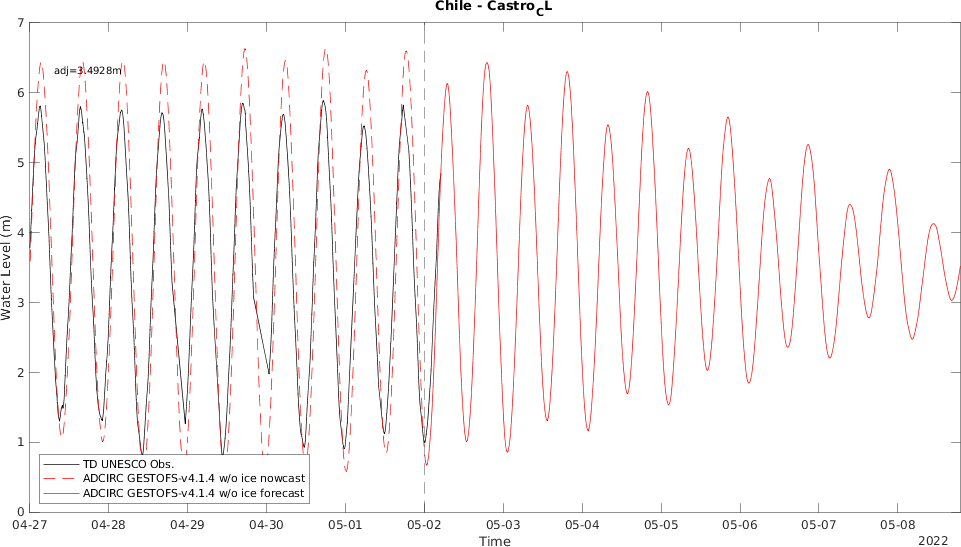 Chile - Castro_CL
7
6
5
4
3
2
1
0
Water Level (m)
adj=3.4928m
TD UNESCO Obs.
ADCIRC GESTOFS-v4.1.4 w/o ice nowcast
ADCIRC GESTOFS-v4.1.4 w/o ice forecast
04-27 04-28 04-29 04-30 05-01 05-02 05-03 05-04 05-05 05-06 05-07 05-08
Time
2022